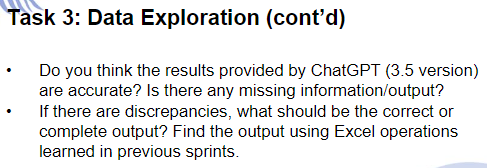 Task 3: Data Exploration (cont’d)
• Do you think the results provided by ChatGPT (3.5 version)
are accurate? Is there any missing information/output?
• If there are discrepancies, what should be the correct or
complete output? Find the output using Excel operations
learned in previous sprints.